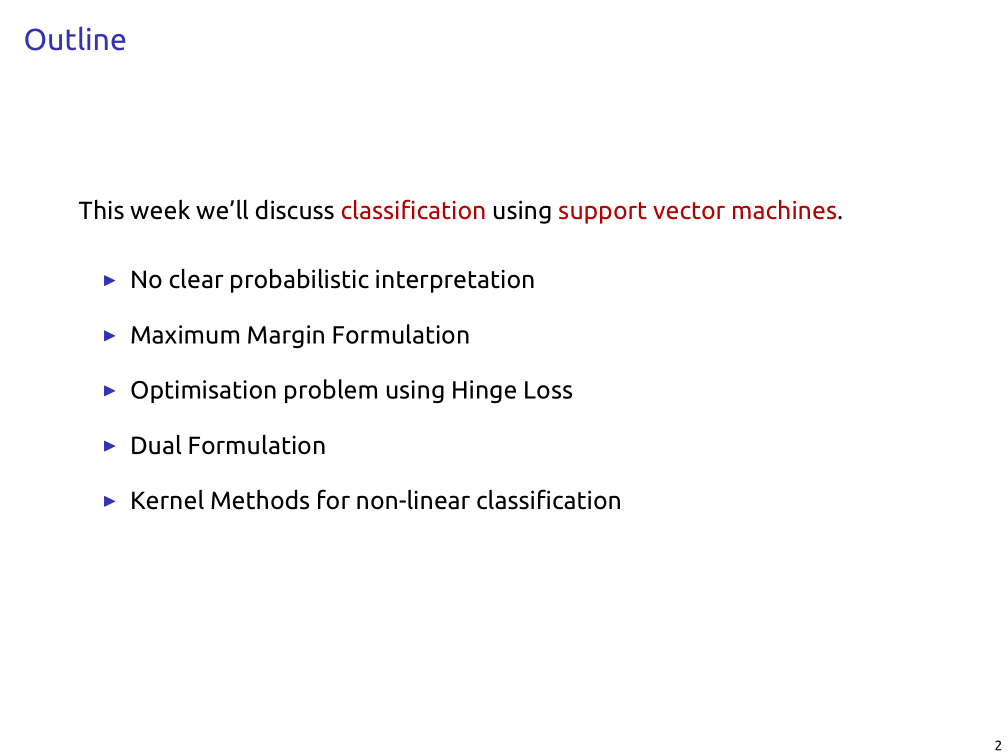 Outline
This week we’ll discuss classification using support vector machines.
▶ No clear probabilistic interpretation
▶ Maximum Margin Formulation
▶ Optimisation problem using Hinge Loss
▶ Dual Formulation
▶ Kernel Methods for non-linear classification
2